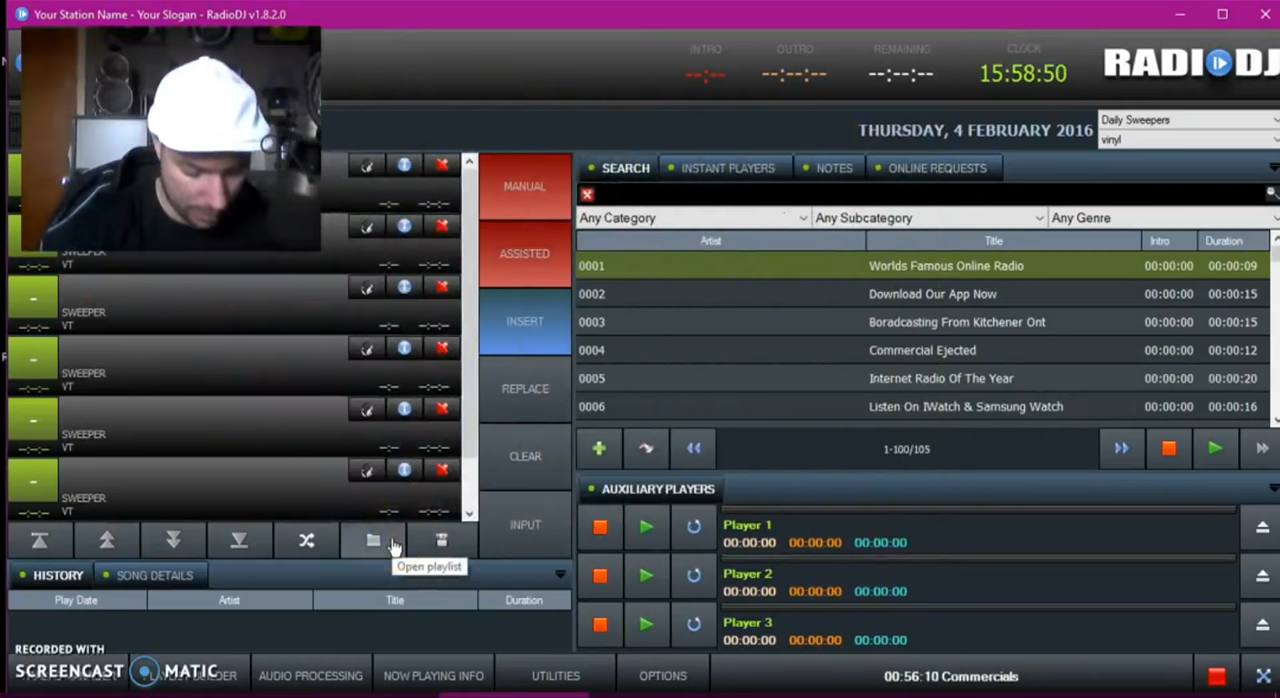 Your Station Name - Your Slogan - RadioDJ v1.8.2.0
INTRO OUTRO REMAINING CLOCK
--:-- --:--:-- --:--:-- 15:58:50
RADIODJ
THURSDAY, 4 FEBRUARY 2016
Daily Sweepers
vinyl
MANUAL
ASSISTED
INSERT
REPLACE
CLEAR
INPUT
SWEEPER
VT
SWEEPER
VT
SWEEPER
VT
SWEEPER
VT
SWEEPER
VT
Open playlist
SEARCH INSTANT PLAYERS NOTES ONLINE REQUESTS
Any Category Any Subcategory Any Genre
Artist Title Intro Duration
0001 Worlds Famous Online Radio 00:00:00 00:00:09
0002 Download Our App Now 00:00:00 00:00:15
0003 Boradcasting From Kitchener Ont 00:00:00 00:00:15
0004 Commercial Ejected 00:00:00 00:00:12
0005 Internet Radio Of The Year 00:00:00 00:00:20
0006 Listen On IWatch & Samsung Watch 00:00:00 00:00:16
1-100/105
AUXILIARY PLAYERS
Player 1
00:00:00 00:00:00 00:00:00
Player 2
00:00:00 00:00:00 00:00:00
Player 3
00:00:00 00:00:00 00:00:00
HISTORY SONG DETAILS
Play Date Artist Title Duration
RECORDED WITH
SCREENCAST MATIC
AUDIO PROCESSING NOW PLAYING INFO UTILITIES OPTIONS 00:56:10 Commercials